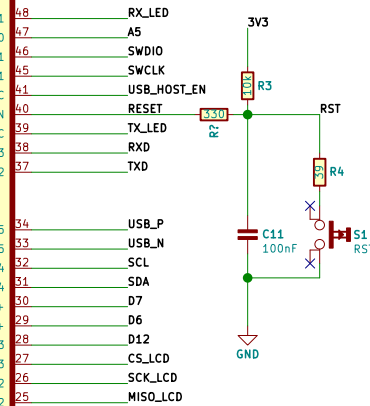 48 RX_LED
47 A5
46 SWDIO
45 SWCLK
41 USB_HOST_EN
40 RESET
39 TX_LED
38 RXD
37 TXD
34 USB_P
33 USB_N
32 SCL
31 SDA
30 D7
29 D6
28 D12
27 CS_LCD
26 SCK_LCD
25 MISO_LCD
3V3
10k R3
330
R?
RST
39 R4
C11
100nF
S1
RS
GND